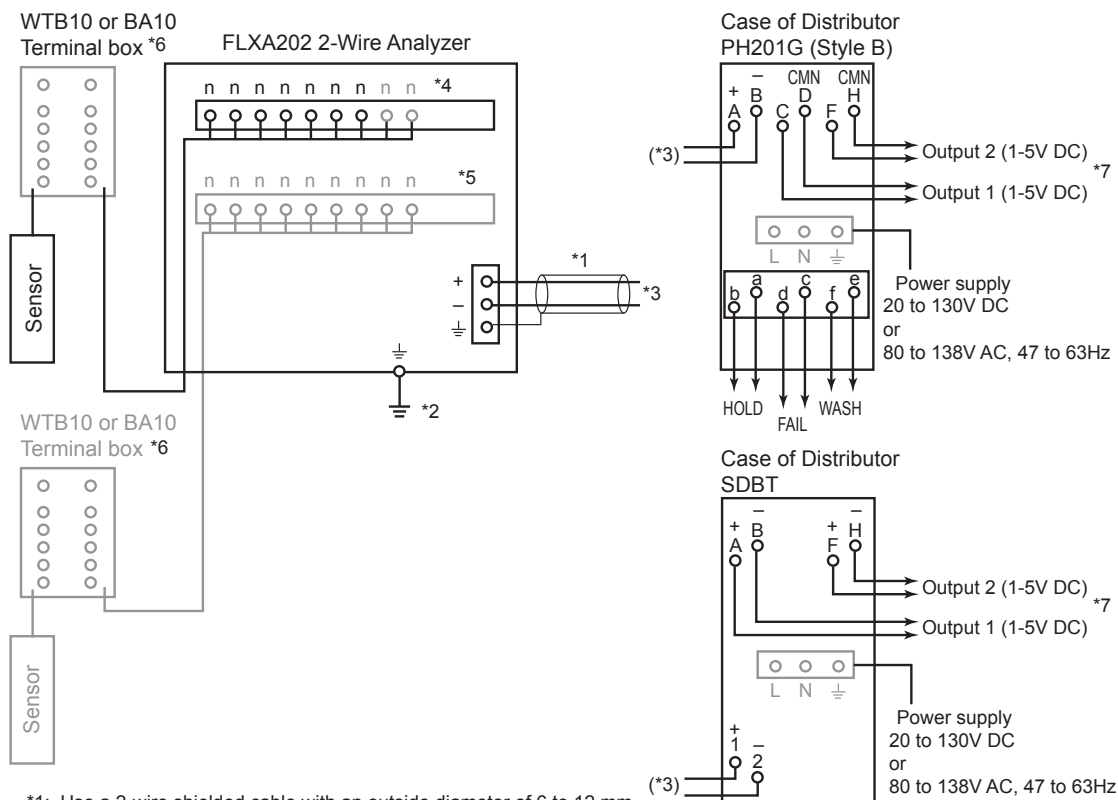 WTB10 or BA10
Terminal box *6
FLXA202 2-Wire Analyzer
n n n n n n n n n *4
n n n n n n n n n *5
Sensor
+
–
*1
*3
*2
WTB10 or BA10
Terminal box *6
Sensor
Case of Distributor
PH201G (Style B)
+ – CMN CMN
A B C D F H
(*3)
Output 2 (1-5V DC)
*7
Output 1 (1-5V DC)
L N
Power supply
20 to 130V DC
or
80 to 138V AC, 47 to 63Hz
b a d c f e
HOLD
FAIL
WASH
Case of Distributor
SDBT
+ – + –
A B F H
Output 2 (1-5V DC)
*7
Output 1 (1-5V DC)
L N
Power supply
20 to 130V DC
or
80 to 138V AC, 47 to 63Hz
+ –
1 2
(*3)
*1: Use a 2-wire shielded cable with an outside diameter of 6 to 12 mm